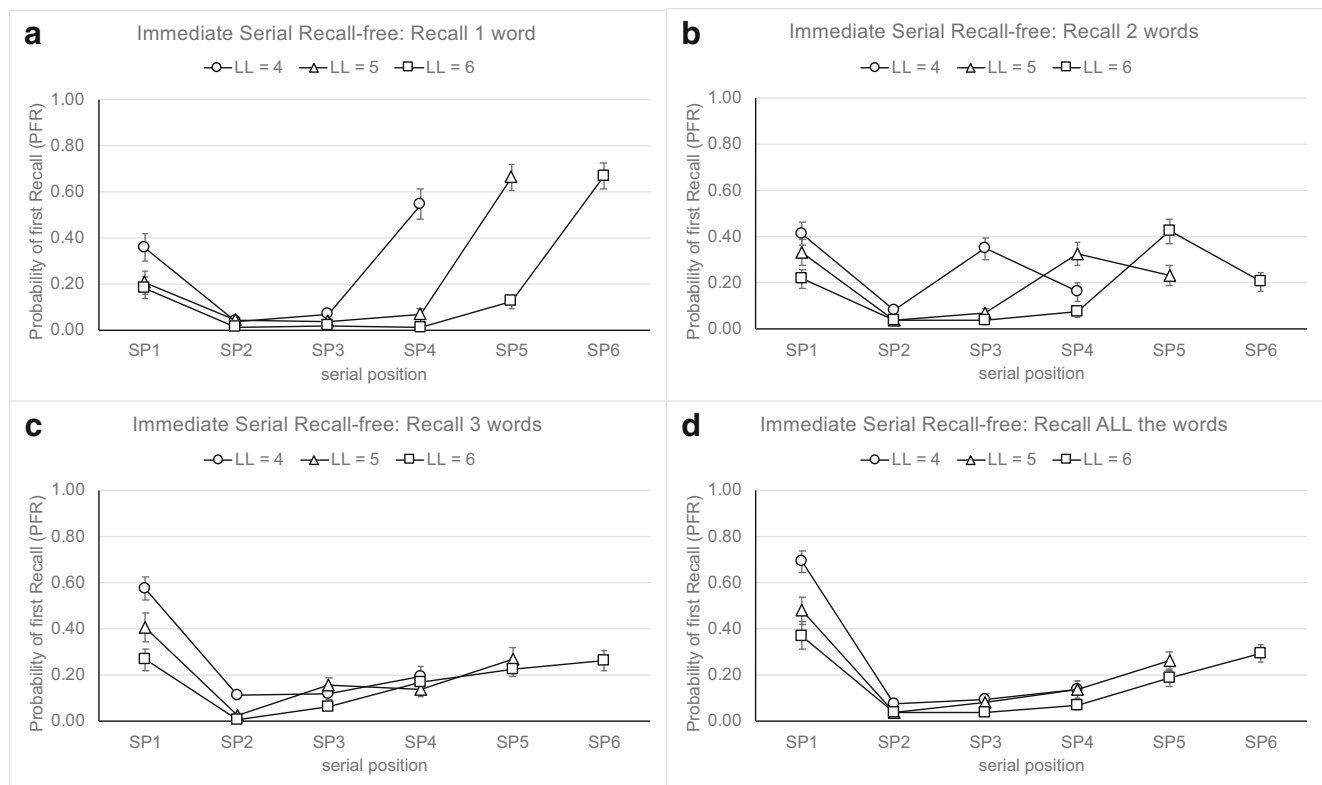 a
Immediate Serial Recall-free: Recall 1 word
LL = 4 LL = 5 LL = 6
Probability of first Recall (PFR)
1.00
0.80
0.60
0.40
0.20
0.00
SP1 SP2 SP3 SP4 SP5 SP6
serial position
b
Immediate Serial Recall-free: Recall 2 words
LL = 4 LL = 5 LL = 6
Probability of first Recall (PFR)
1.00
0.80
0.60
0.40
0.20
0.00
SP1 SP2 SP3 SP4 SP5 SP6
serial position
c
Immediate Serial Recall-free: Recall 3 words
LL = 4 LL = 5 LL = 6
Probability of first Recall (PFR)
1.00
0.80
0.60
0.40
0.20
0.00
SP1 SP2 SP3 SP4 SP5 SP6
serial position
d
Immediate Serial Recall-free: Recall ALL the words
LL = 4 LL = 5 LL = 6
Probability of first Recall (PFR)
1.00
0.80
0.60
0.40
0.20
0.00
SP1 SP2 SP3 SP4 SP5 SP6
serial position